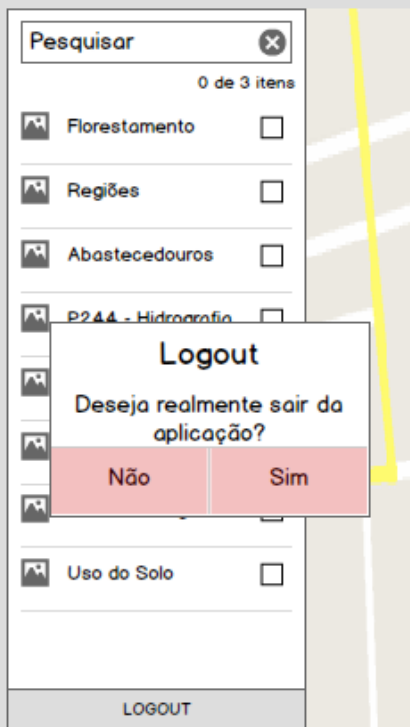 Pesquisar
0 de 3 itens
Florestamento
Regiões
Abastecedouros
P244 - Hidrografia
Logout
Deseja realmente sair da
aplicação?
Não
Sim
Uso do Solo
LOGOUT